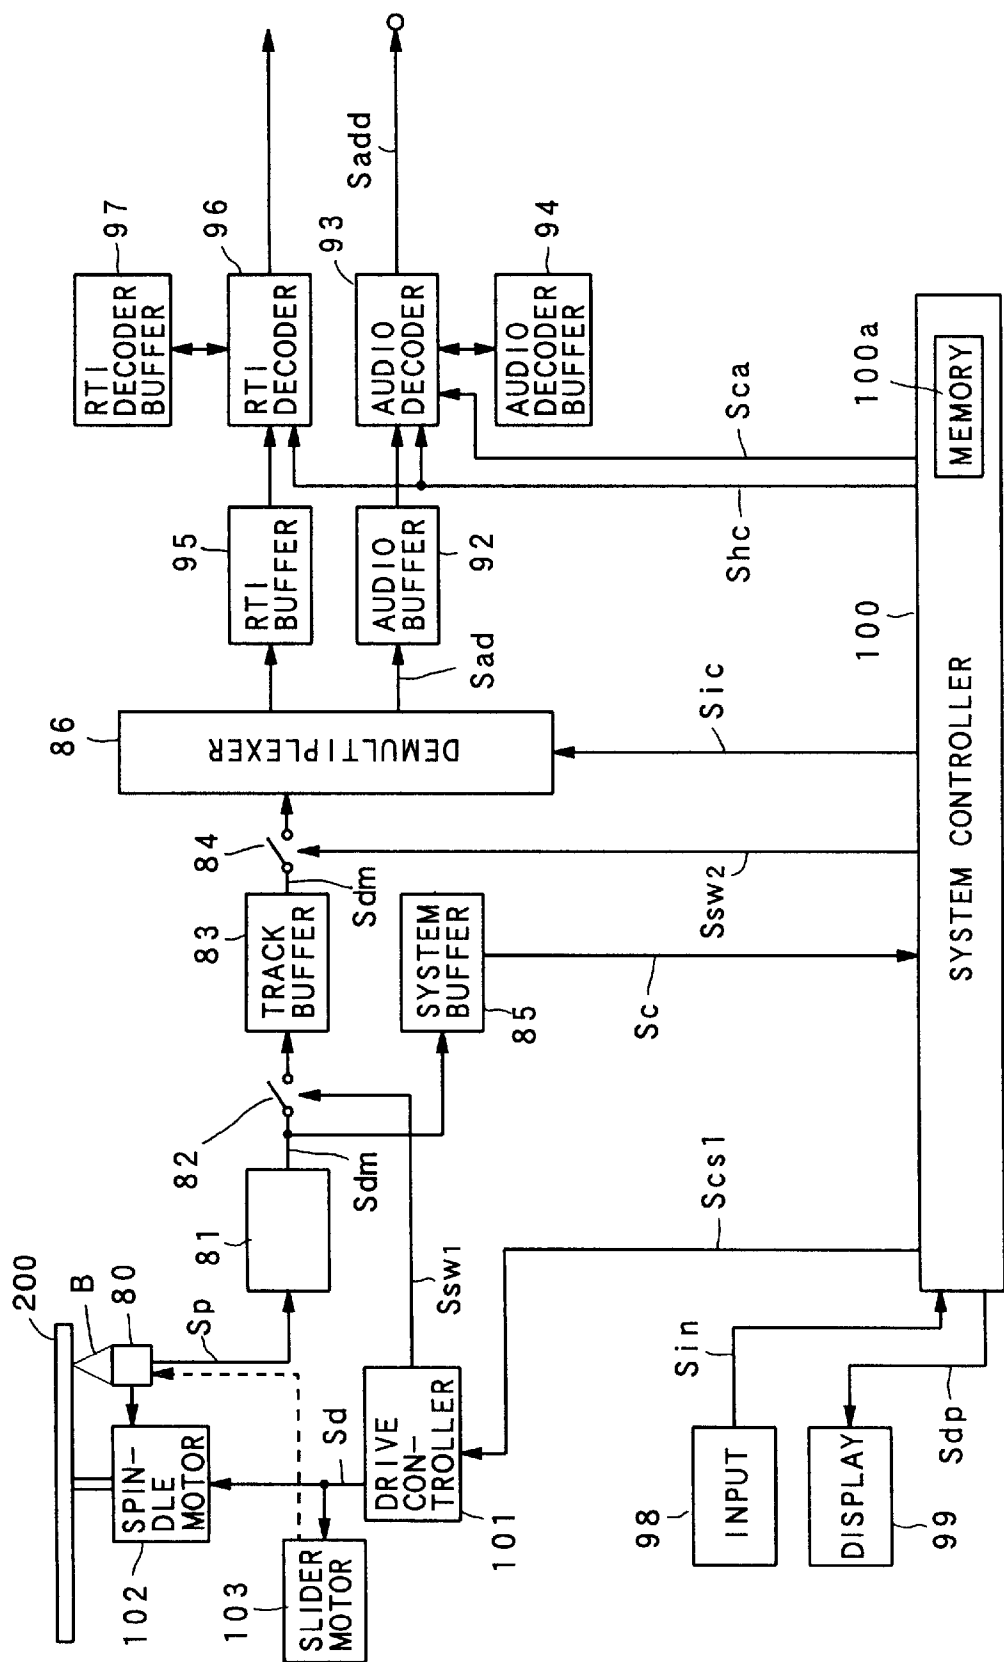 200
B
80
SPIN-
DLE
MOTOR
102
Sp
103
SLIDER
MOTOR
Sd
DRIVE
CON-
TROLLER
101
Ssw1
81
Sdm
82
TRACK
BUFFER
83
Sdm
84
SYSTEM
BUFFER
85
DEMULTIPLEXER
86
Sad
RTI
BUFFER
95
AUDIO
BUFFER
92
RTI
DECODER
BUFFER
97
RTI
DECODER
96
AUDIO
DECODER
93
AUDIO
DECODER
BUFFER
94
Sadd
INPUT
98
DISPLAY
99
Sin
Sdp
Scs1
Sc
Ssw2
Sic
Shc
Sca
SYSTEM CONTROLLER
100
MEMORY
100a